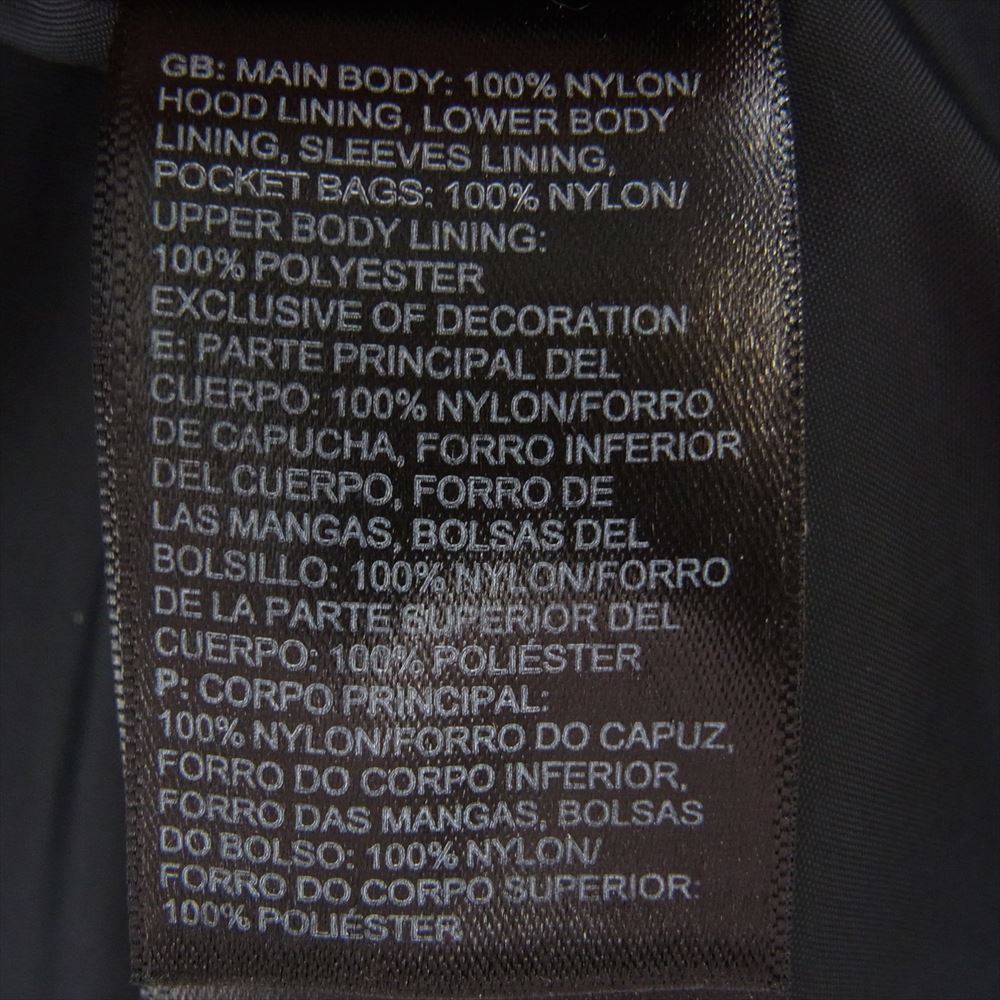 GB: MAIN BODY: 100% NYLON/
HOOD LINING, LOWER BODY
LINING, SLEEVES LINING,
POCKET BAGS: 100% NYLON/
UPPER BODY LINING:
100% POLYESTER
EXCLUSIVE OF DECORATION
E: PARTE PRINCIPAL DEL
CUERPO: 100% NYLON/FORRO
DE CAPUCHA, FORRO INFERIOR
DEL CUERPO, FORRO DE
LAS MANGAS, BOLSAS DEL
BOLSILLO: 100% NYLON/FORRO
DE LA PARTE SUPERIOR DEL
CUERPO: 100% POLIÉSTER
P: CORPO PRINCIPAL:
100% NYLON/FORRO DO CAPUZ,
FORRO DO CORPO INFERIOR,
FORRO DAS MANGAS, BOLSAS
DO BOLSO: 100% NYLON/
FORRO DO CORPO SUPERIOR:
100% POLIÉSTER